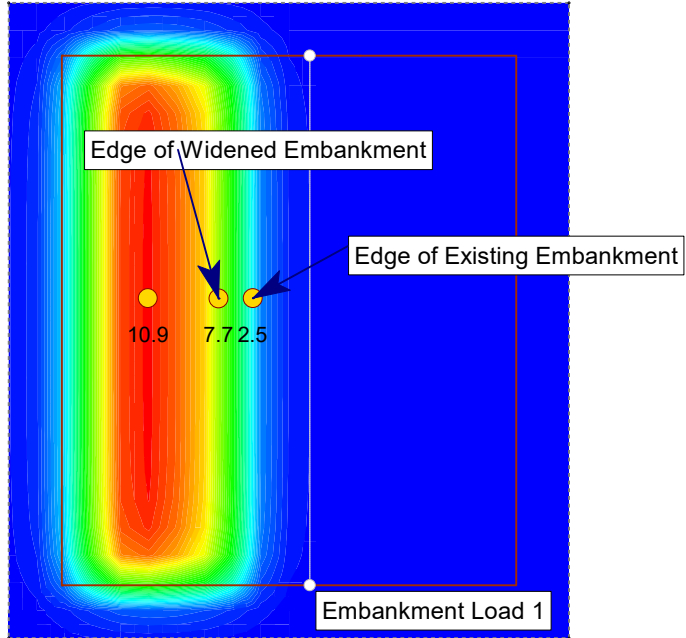 Edge of Widened Embankment
Edge of Existing Embankment
10.9 7.7 2.5
Embankment Load 1